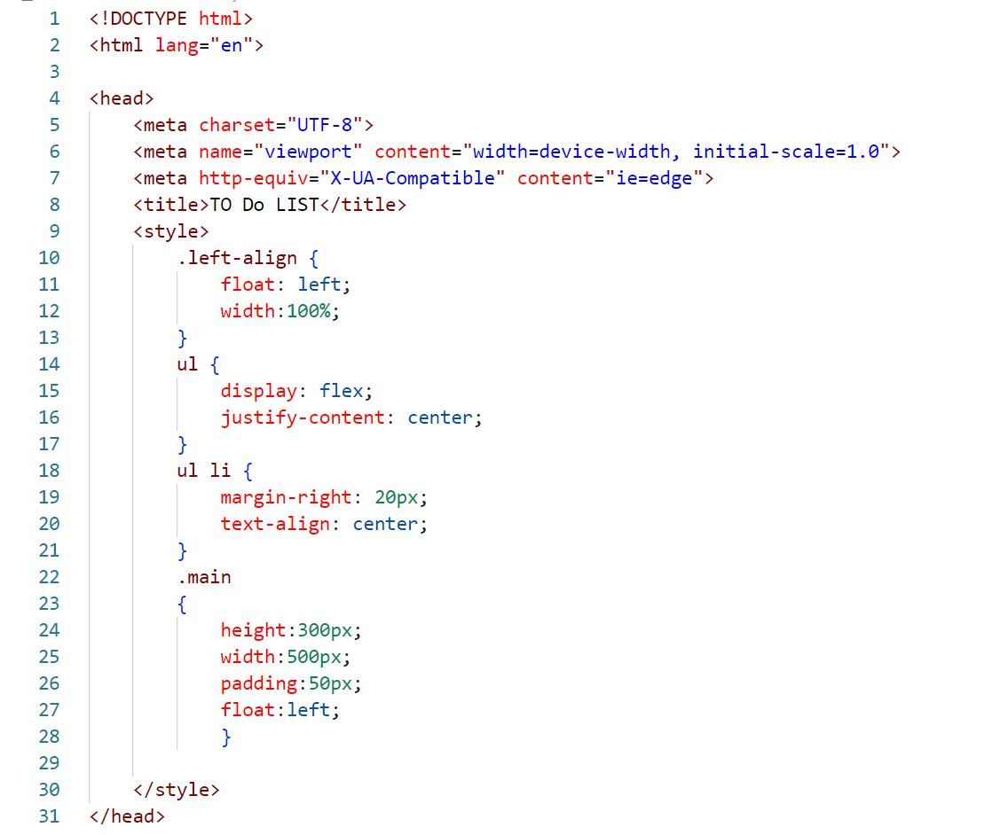 1 <!DOCTYPE html>
2 <html lang="en">
3
4 <head>
5     <meta charset="UTF-8">
6     <meta name="viewport" content="width=device-width, initial-scale=1.0">
7     <meta http-equiv="X-UA-Compatible" content="ie=edge">
8     <title>TO Do LIST</title>
9     <style>
10         .left-align {
11             float: left;
12             width:100%;
13         }
14         ul {
15             display: flex;
16             justify-content: center;
17         }
18         ul li {
19             margin-right: 20px;
20             text-align: center;
21         }
22         .main
23         {
24             height:300px;
25             width:500px;
26             padding:50px;
27             float:left;
28             }
29
30     </style>
31 </head>